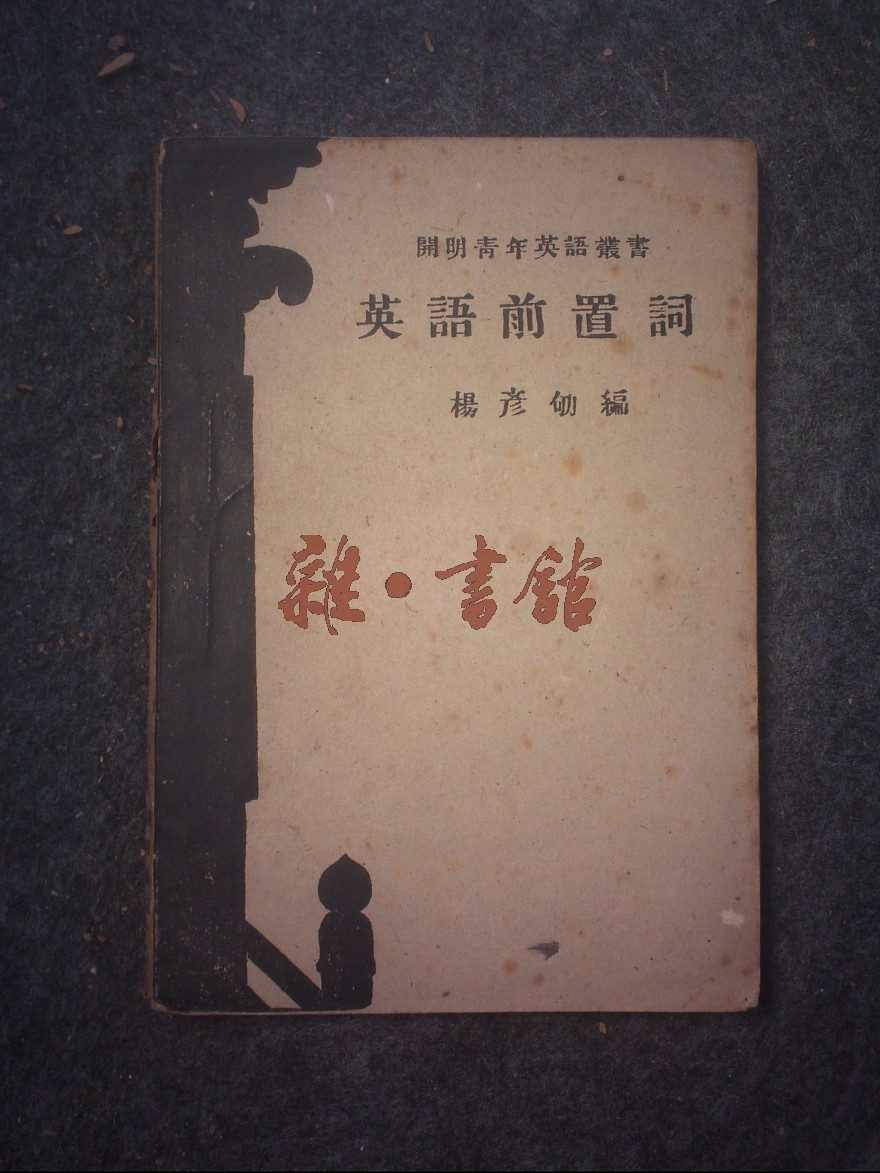 開明青年英語叢書
英語前置詞
楊彥劬編
雜·書館